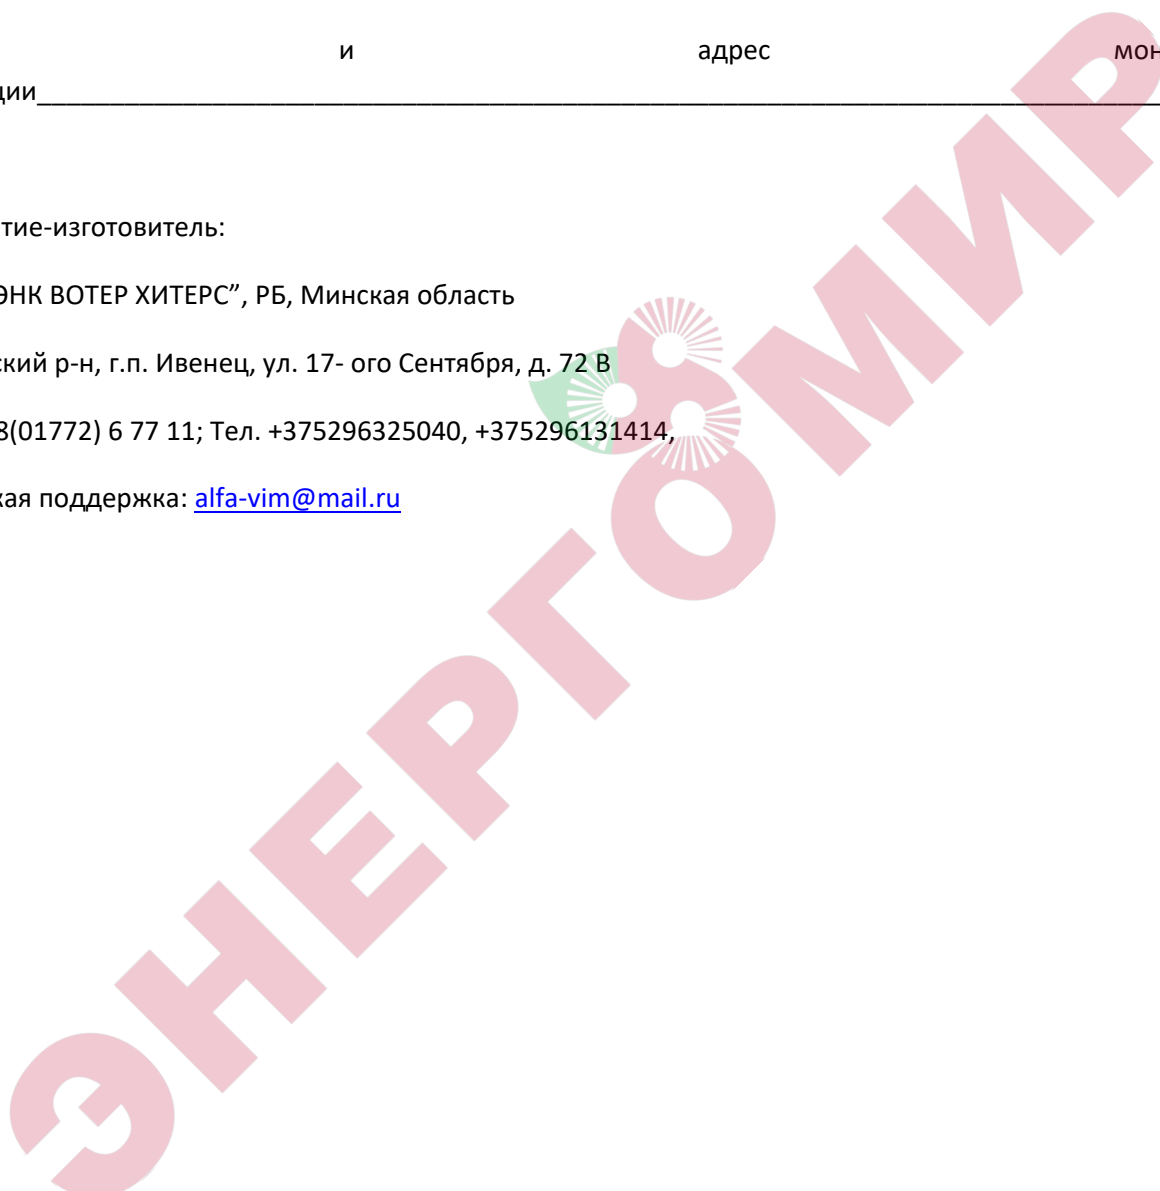 и адрес мон
ции
тие-изготовитель:
ЭНК ВОТЕР ХИТЕРС”, РБ, Минская область
ский р-н, г.п. Ивенец, ул. 17- ого Сентября, д. 72 В
8(01772) 6 77 11; Тел. +375296325040, +375296131414,
кая поддержка: alfa-vim@mail.ru
ЭНЕРГОМИР